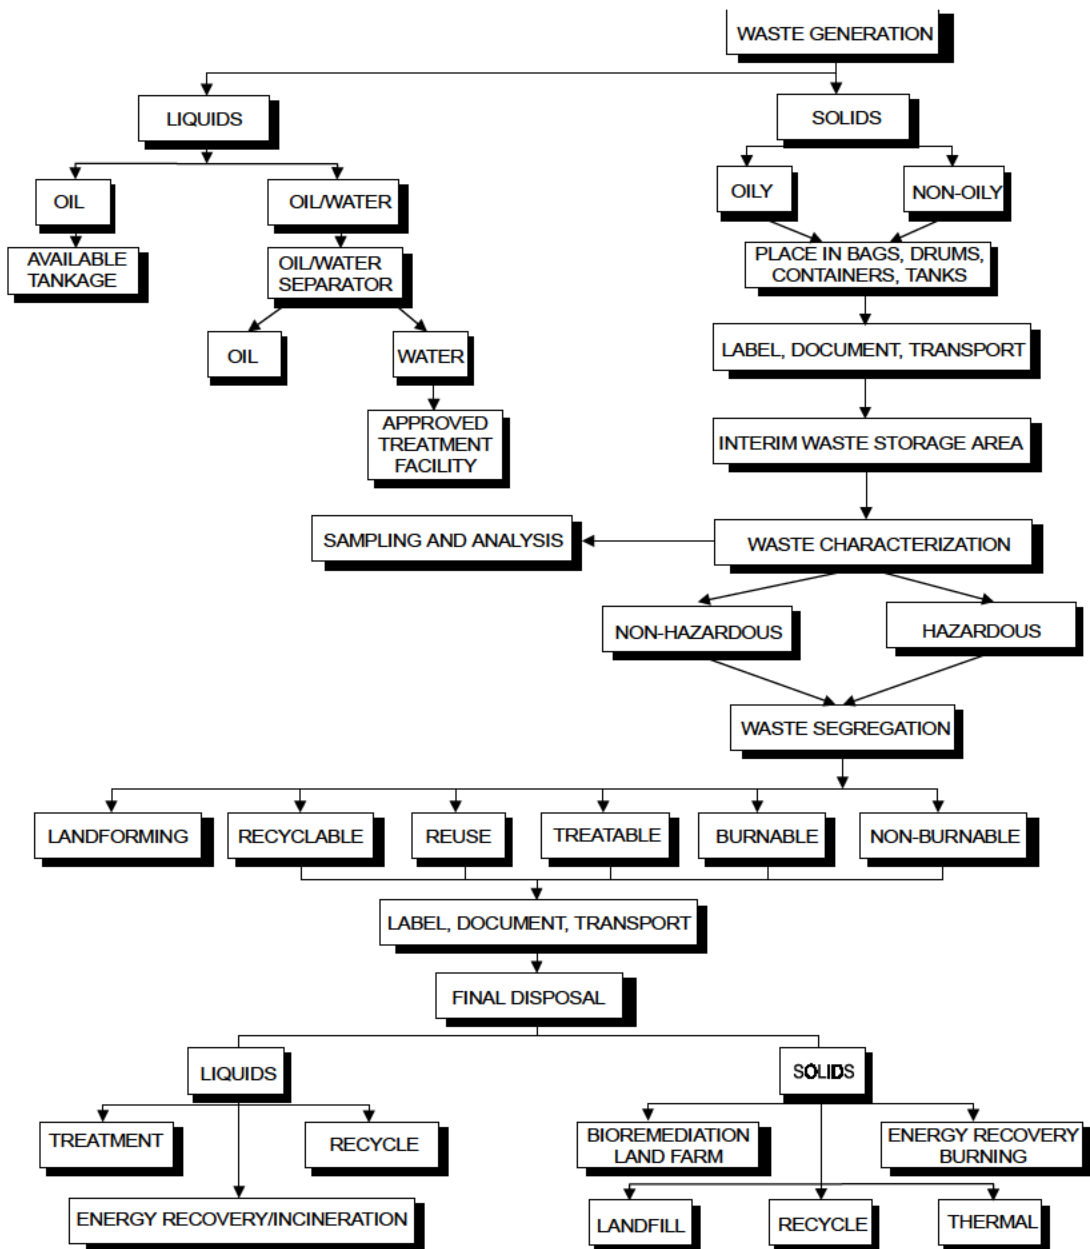 WASTE GENERATION
LIQUIDS
SOLIDS
OIL
OIL/WATER
OILY
NON-OILY
AVAILABLE
TANKAGE
OIL/WATER
SEPARATOR
PLACE IN BAGS, DRUMS,
CONTAINERS, TANKS
OIL
WATER
LABEL, DOCUMENT, TRANSPORT
APPROVED
TREATMENT
FACILITY
INTERIM WASTE STORAGE AREA
SAMPLING AND ANALYSIS
WASTE CHARACTERIZATION
NON-HAZARDOUS
HAZARDOUS
WASTE SEGREGATION
LANDFORMING
RECYCLABLE
REUSE
TREATABLE
BURNABLE
NON-BURNABLE
LABEL, DOCUMENT, TRANSPORT
FINAL DISPOSAL
LIQUIDS
SOLIDS
TREATMENT
RECYCLE
BIOREMEDIATION
LAND FARM
ENERGY RECOVERY
BURNING
ENERGY RECOVERY/INCINERATION
LANDFILL
RECYCLE
THERMAL